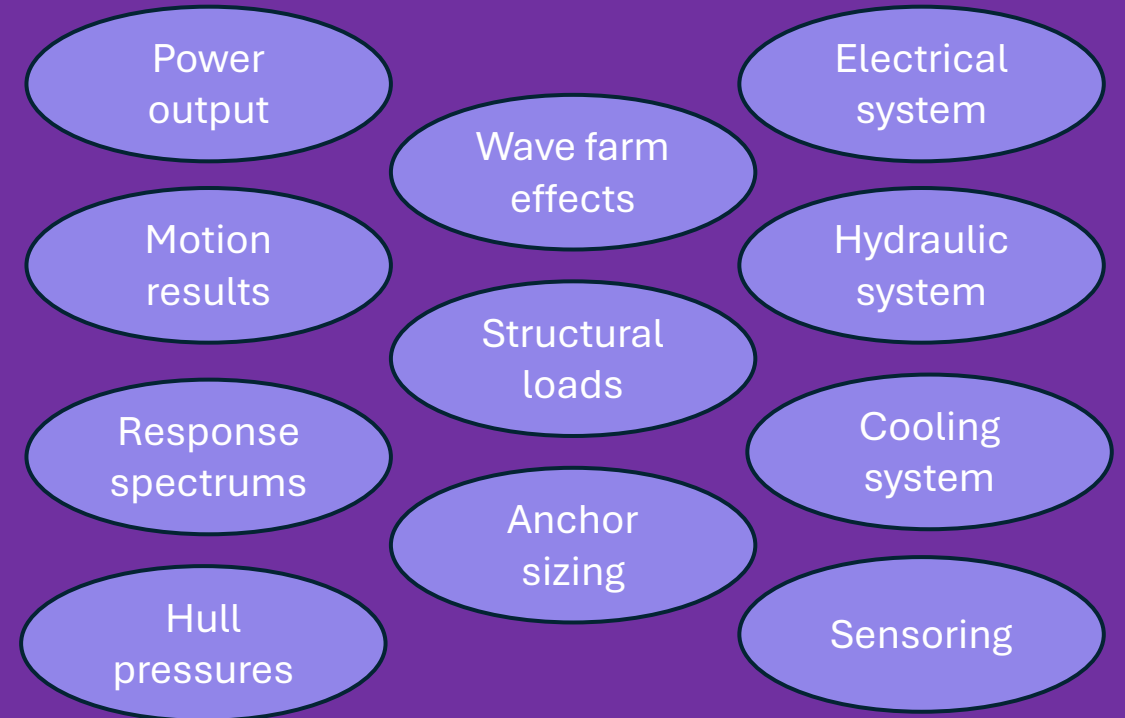 Power
output
Motion
results
Response
spectrums
Hull
pressures
Wave farm
effects
Structural
loads
Anchor
sizing
Electrical
system
Hydraulic
system
Cooling
system
Sensoring